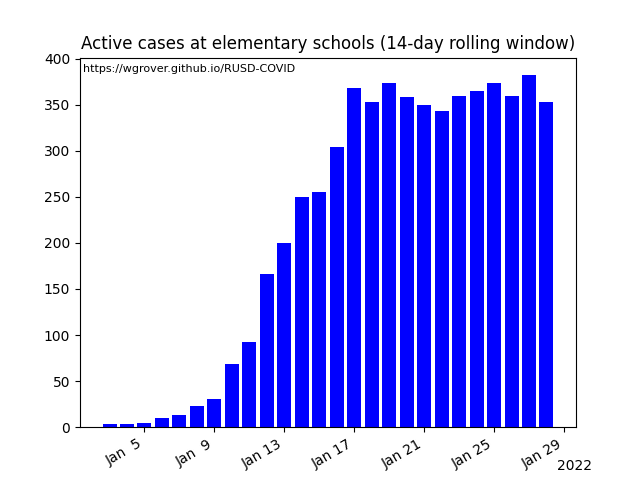 Active cases at elementary schools (14-day rolling window)
https://wgrover.github.io/RUSD-COVID
400
350
300
250
200
150
100
50
0
Jan 5
Jan 9
Jan 13
Jan 17
Jan 21
Jan 25
Jan 29
2022